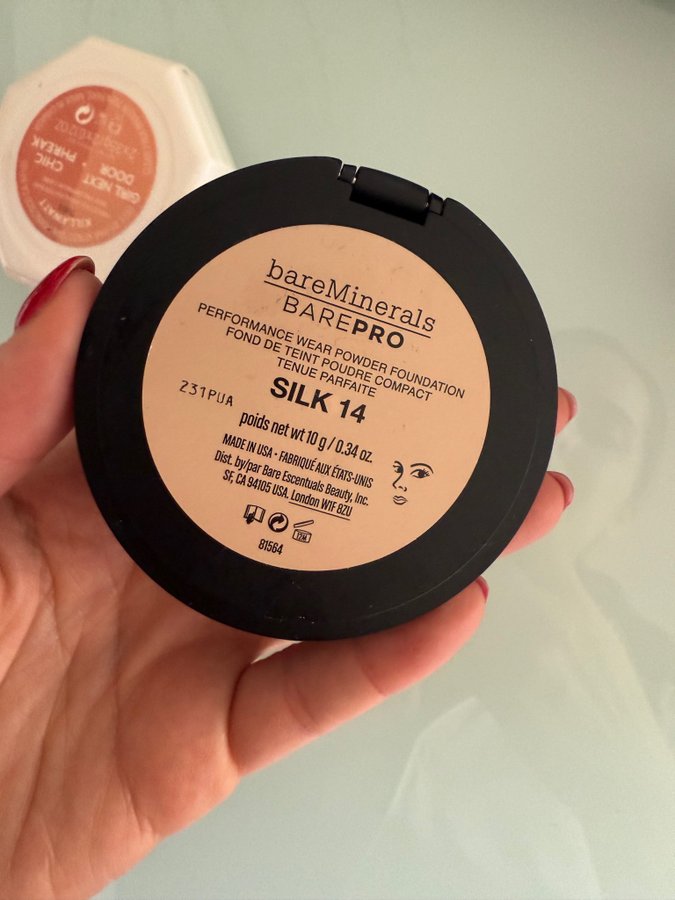 bareMinerals
BAREPRO
PERFORMANCE WEAR POWDER FOUNDATION
FOND DE TEINT POUDRE COMPACT
TENUE PARFAITE
SILK 14
231PUA
poids net wt 10 g / 0.34 oz.
MADE IN USA • FABRIQUÉ AUX ÉTATS-UNIS
Dist. by/par Bare Escentuals Beauty, Inc.
SF, CA 94105 USA. London W1F 8ZU
12M
81564
KILLAWATT
GIRL NEXT
DOOR •
CHIC
PHREAK